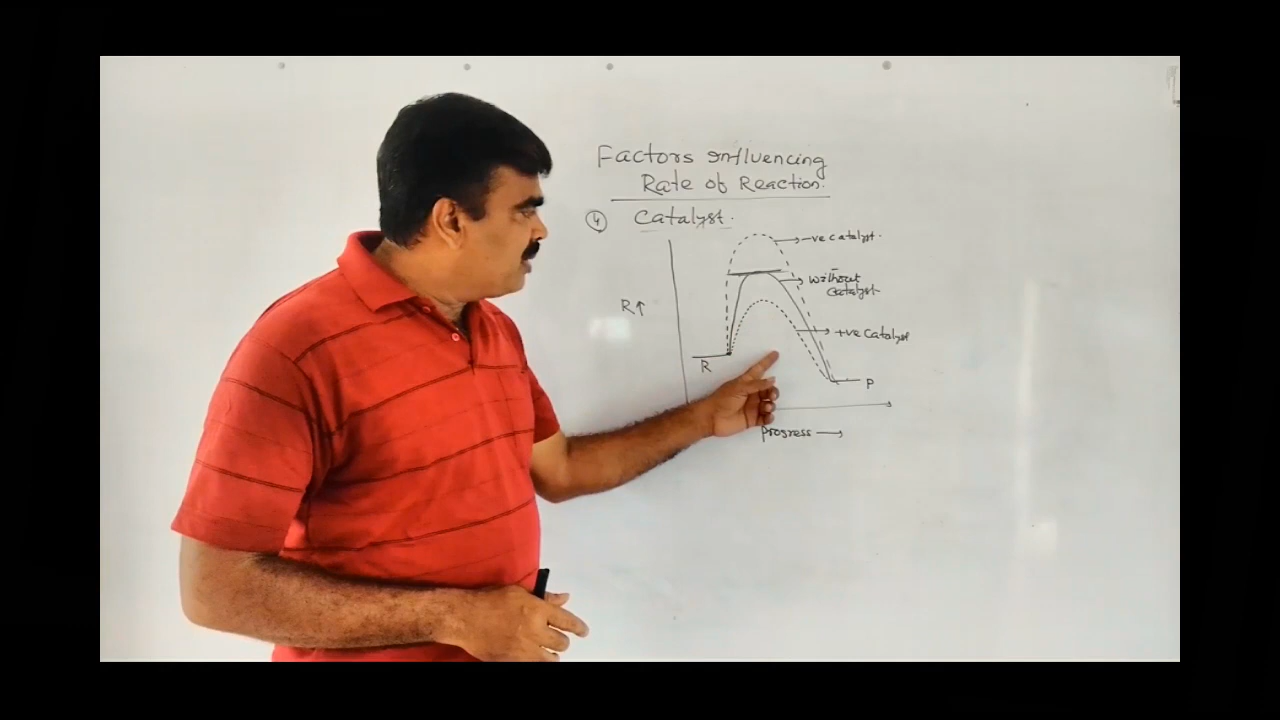 Factors Influencing
Rate of Reaction.
4 Catalyst.
-ve catalyst.
without
catalyst.
R↑
+ve catalyst
R
P
Progress →